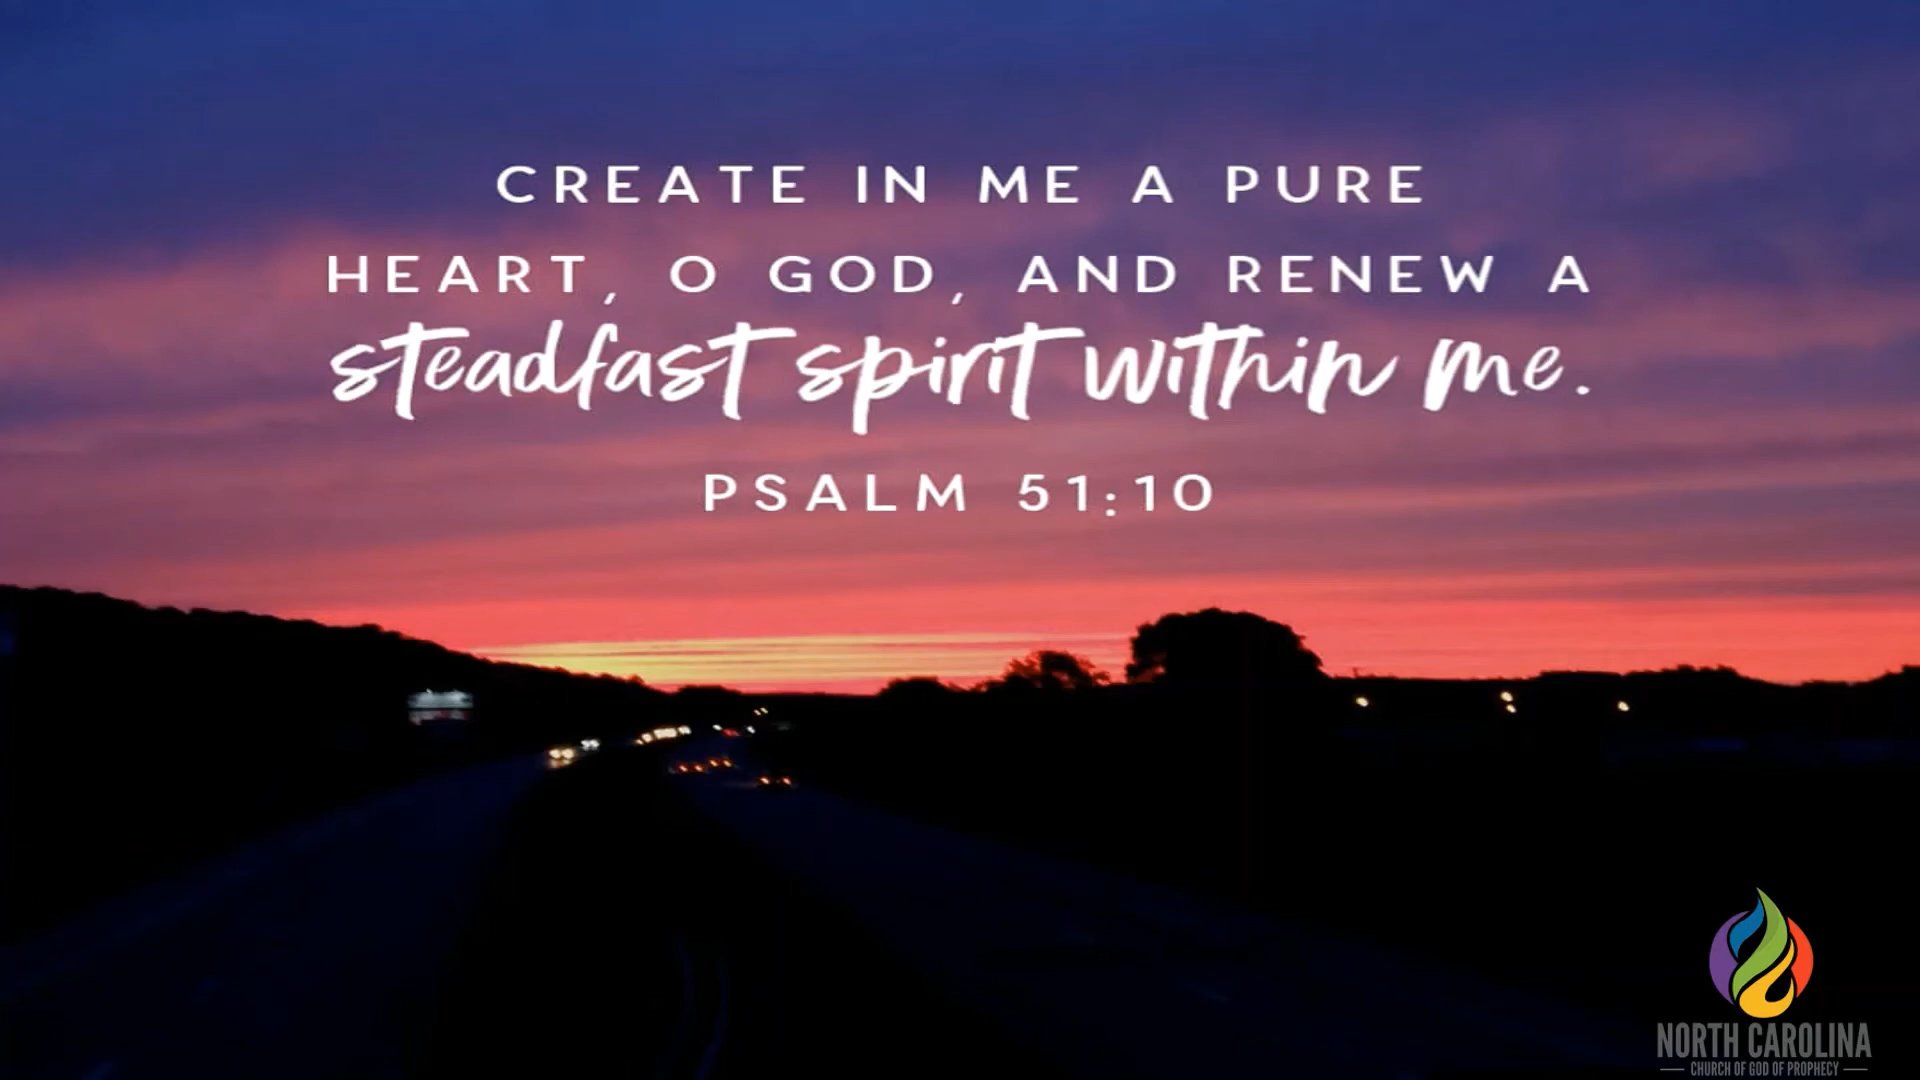 CREATE IN ME A PURE
HEART, O GOD, AND RENEW A
steadfast spirit within me.
PSALM 51:10
NORTH CAROLINA
CHURCH OF GOD OF PROPHECY